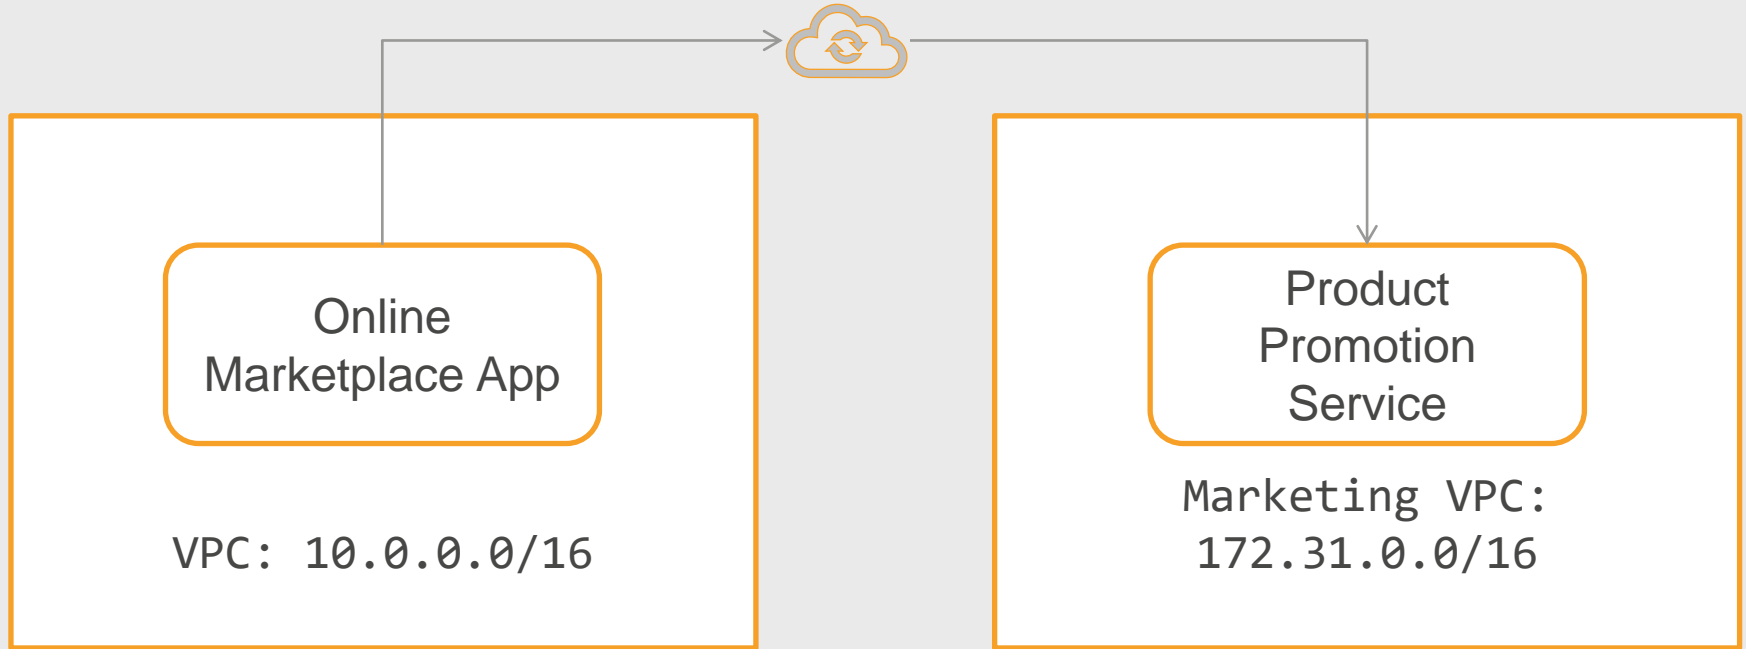 Online
Marketplace App
VPC: 10.0.0.0/16
Product
Promotion
Service
Marketing VPC:
172.31.0.0/16